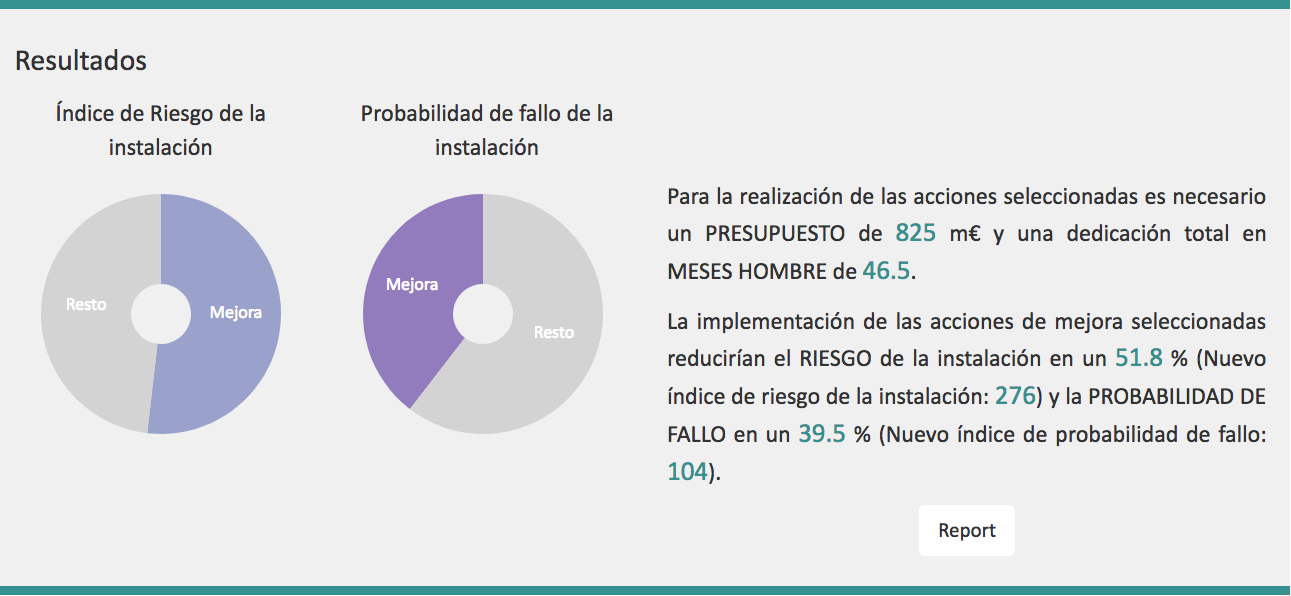 Resultados
Índice de Riesgo de la
instalación
Probabilidad de fallo de la
instalación
Resto
Mejora
Mejora
Resto
Para la realización de las acciones seleccionadas es necesario
un PRESUPUESTO de 825 m€ y una dedicación total en
MESES HOMBRE de 46.5.
La implementación de las acciones de mejora seleccionadas
reducirían el RIESGO de la instalación en un 51.8 % (Nuevo
índice de riesgo de la instalación: 276) y la PROBABILIDAD DE
FALLO en un 39.5 % (Nuevo índice de probabilidad de fallo:
104).
Report